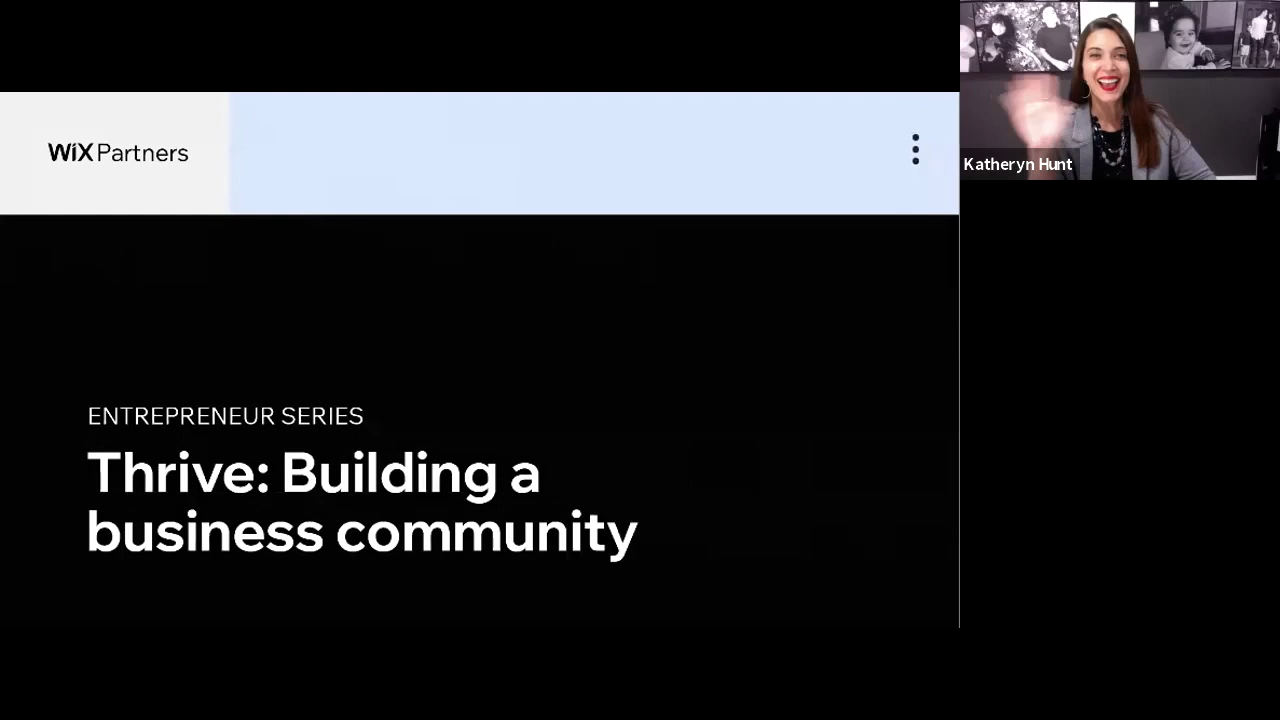 WiX Partners
Katheryn Hunt
ENTREPRENEUR SERIES
Thrive: Building a
business community